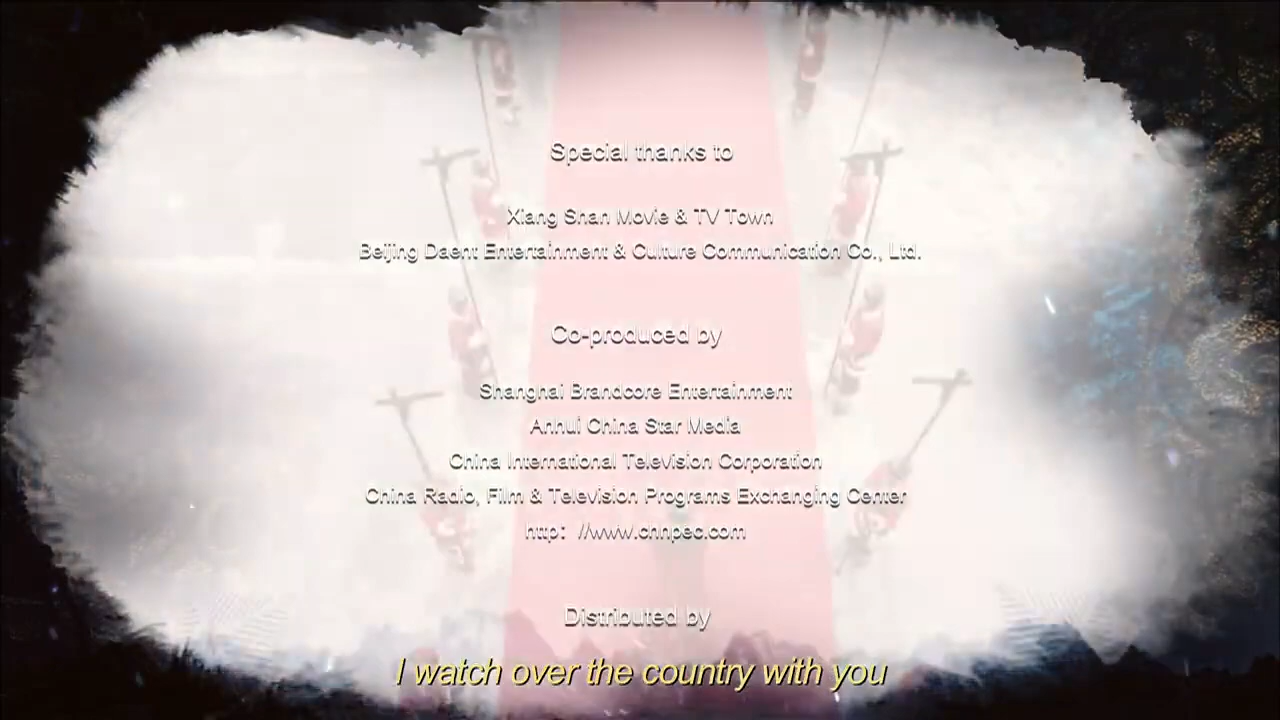 Special thanks to
Xiang Shan Movie & TV Town
Beijing Daent Entertainment & Culture Communication Co., Ltd.
Co-produced by
Shanghai Brandcore Entertainment
Anhui China Star Media
China International Television Corporation
China Radio, Film & Television Programs Exchanging Center
http: //www.chnpec.com
Distributed by
I watch over the country with you